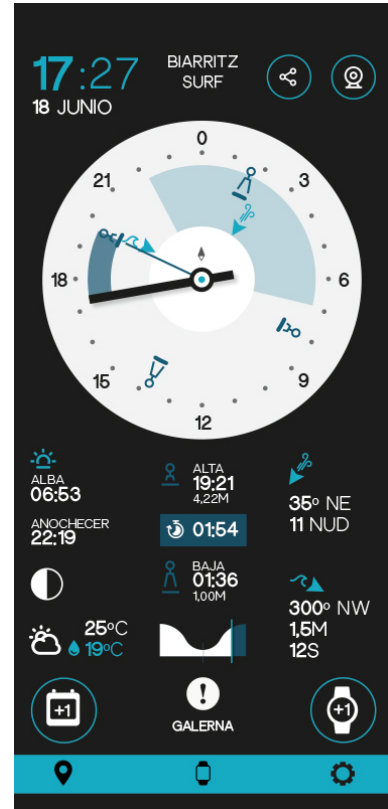 17:27
18 JUNIO
BIARRITZ
SURF
0
3
6
9
12
15
18
21
ALBA
06:53
ANOCHECER
22:19
25ºC
19ºC
ALTA
19:21
4,22M
01:54
BAJA
01:36
1,00M
35º NE
11 NUD
300º NW
1,5M
12S
+1
!
GALERNA
+1